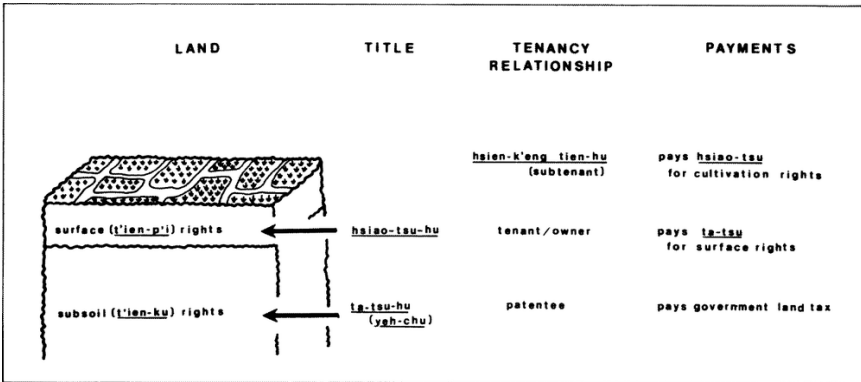 LAND
TITLE
TENANCY
RELATIONSHIP
PAYMENTS
hsien-k'eng tien-hu
(subtenant)
pays hsiao-tsu
for cultivation rights
surface (t'ien-p'i) rights
hsiao-tsu-hu
tenant/owner
pays ta-tsu
for surface rights
subsoil (t'ien-ku) rights
ta-tsu-hu
(yeh-chu)
patentee
pays government land tax